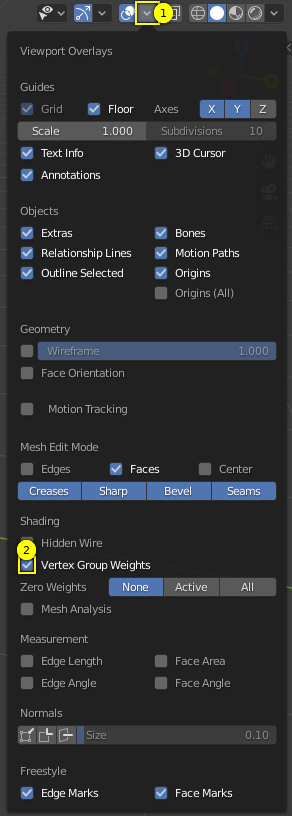 1
Viewport Overlays
Guides
Grid Floor Axes X Y Z
Scale 1.000 Subdivisions 10
Text Info 3D Cursor
Annotations
Objects
Extras Bones
Relationship Lines Motion Paths
Outline Selected Origins
Origins (All)
Geometry
Wireframe 1.000
Face Orientation
Motion Tracking
Mesh Edit Mode
Edges Faces Center
Creases Sharp Bevel Seams
Shading
Hidden Wire
2
Vertex Group Weights
Zero Weights None Active All
Mesh Analysis
Measurement
Edge Length Face Area
Edge Angle Face Angle
Normals
Size 0.10
Freestyle
Edge Marks Face Marks